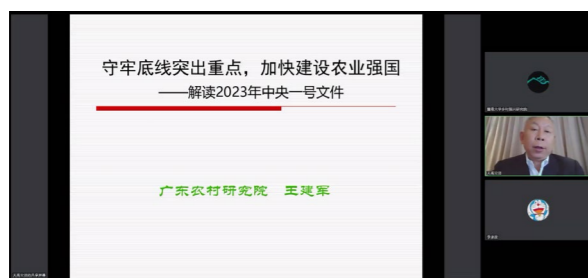 守牢底线突出重点，加快建设农业强国
——解读2023年中央一号文件
广东农村研究院 王建军